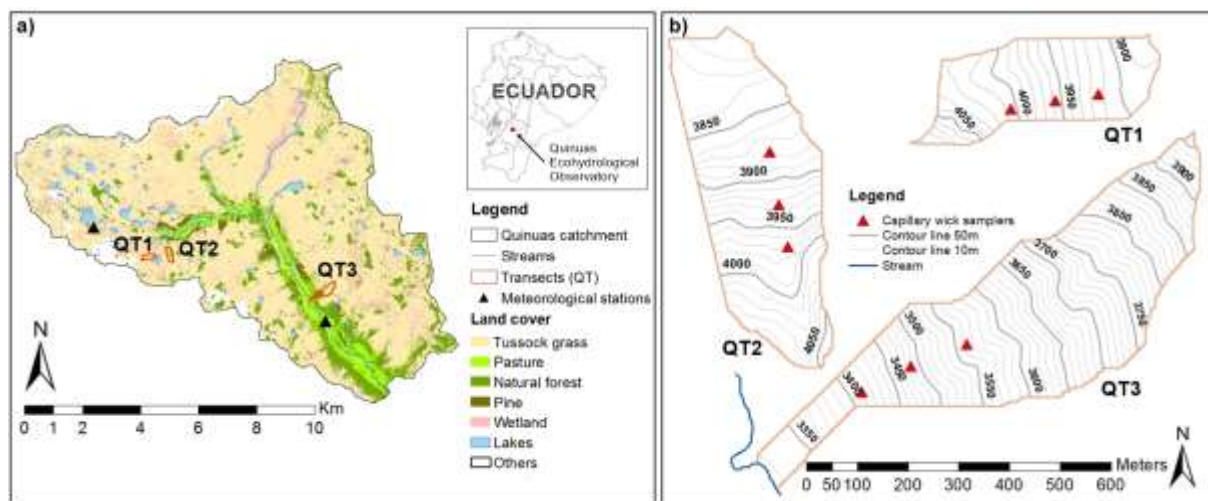 a)
ECUADOR
Quinuas
Ecohydrological
Observatory
Legend
Quinuas catchment
Streams
Transects (QT)
Meteorological stations
Land cover
Tussock grass
Pasture
Natural forest
Pine
Wetland
Lakes
Others
QT1
QT2
QT3
N
Km
0 1 2 4 6 8 10
b)
3850
3900
3950
4000
4050
QT2
4050
4000
3950
3900
QT1
Legend
Capillary wick samplers
Contour line 50m
Contour line 10m
Stream
3900
3850
3800
3750
3700
3650
3600
3550
3500
3450
3400
3350
QT3
N
Meters
0 50 100 200 300 400 500 600